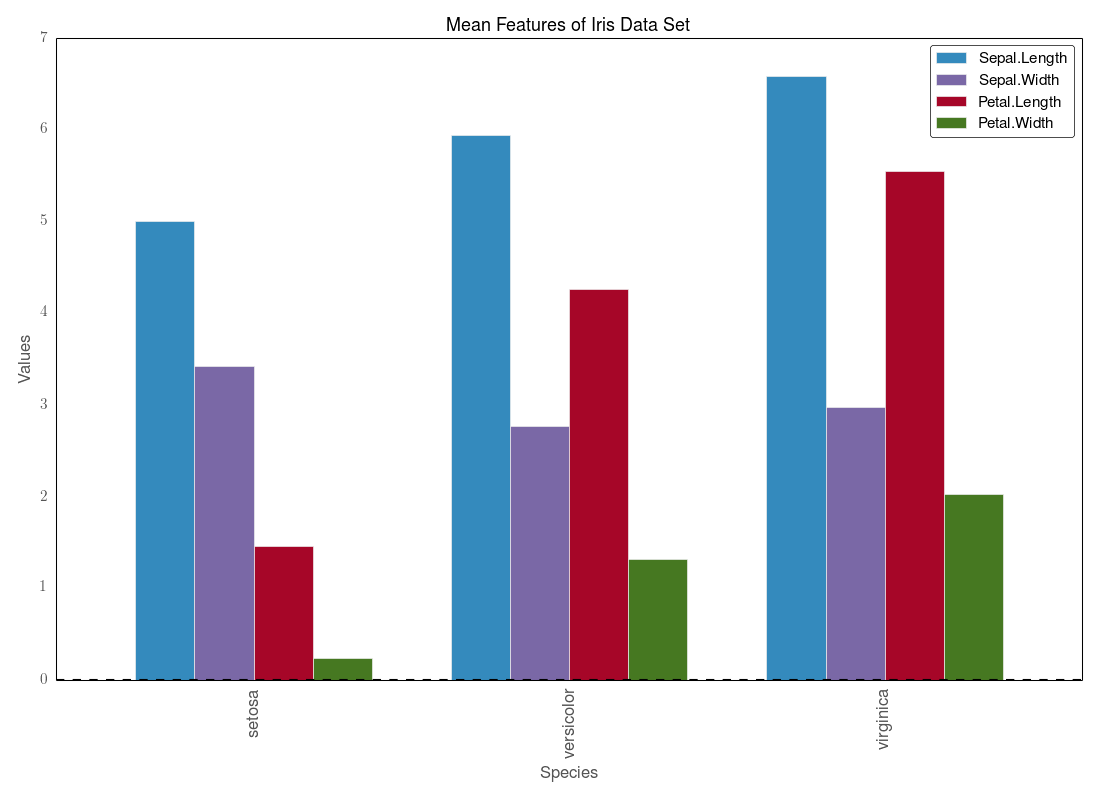 Mean Features of Iris Data Set
Sepal.Length
Sepal.Width
Petal.Length
Petal.Width
7
6
5
4
3
2
1
0
Values
setosa
versicolor
virginica
Species